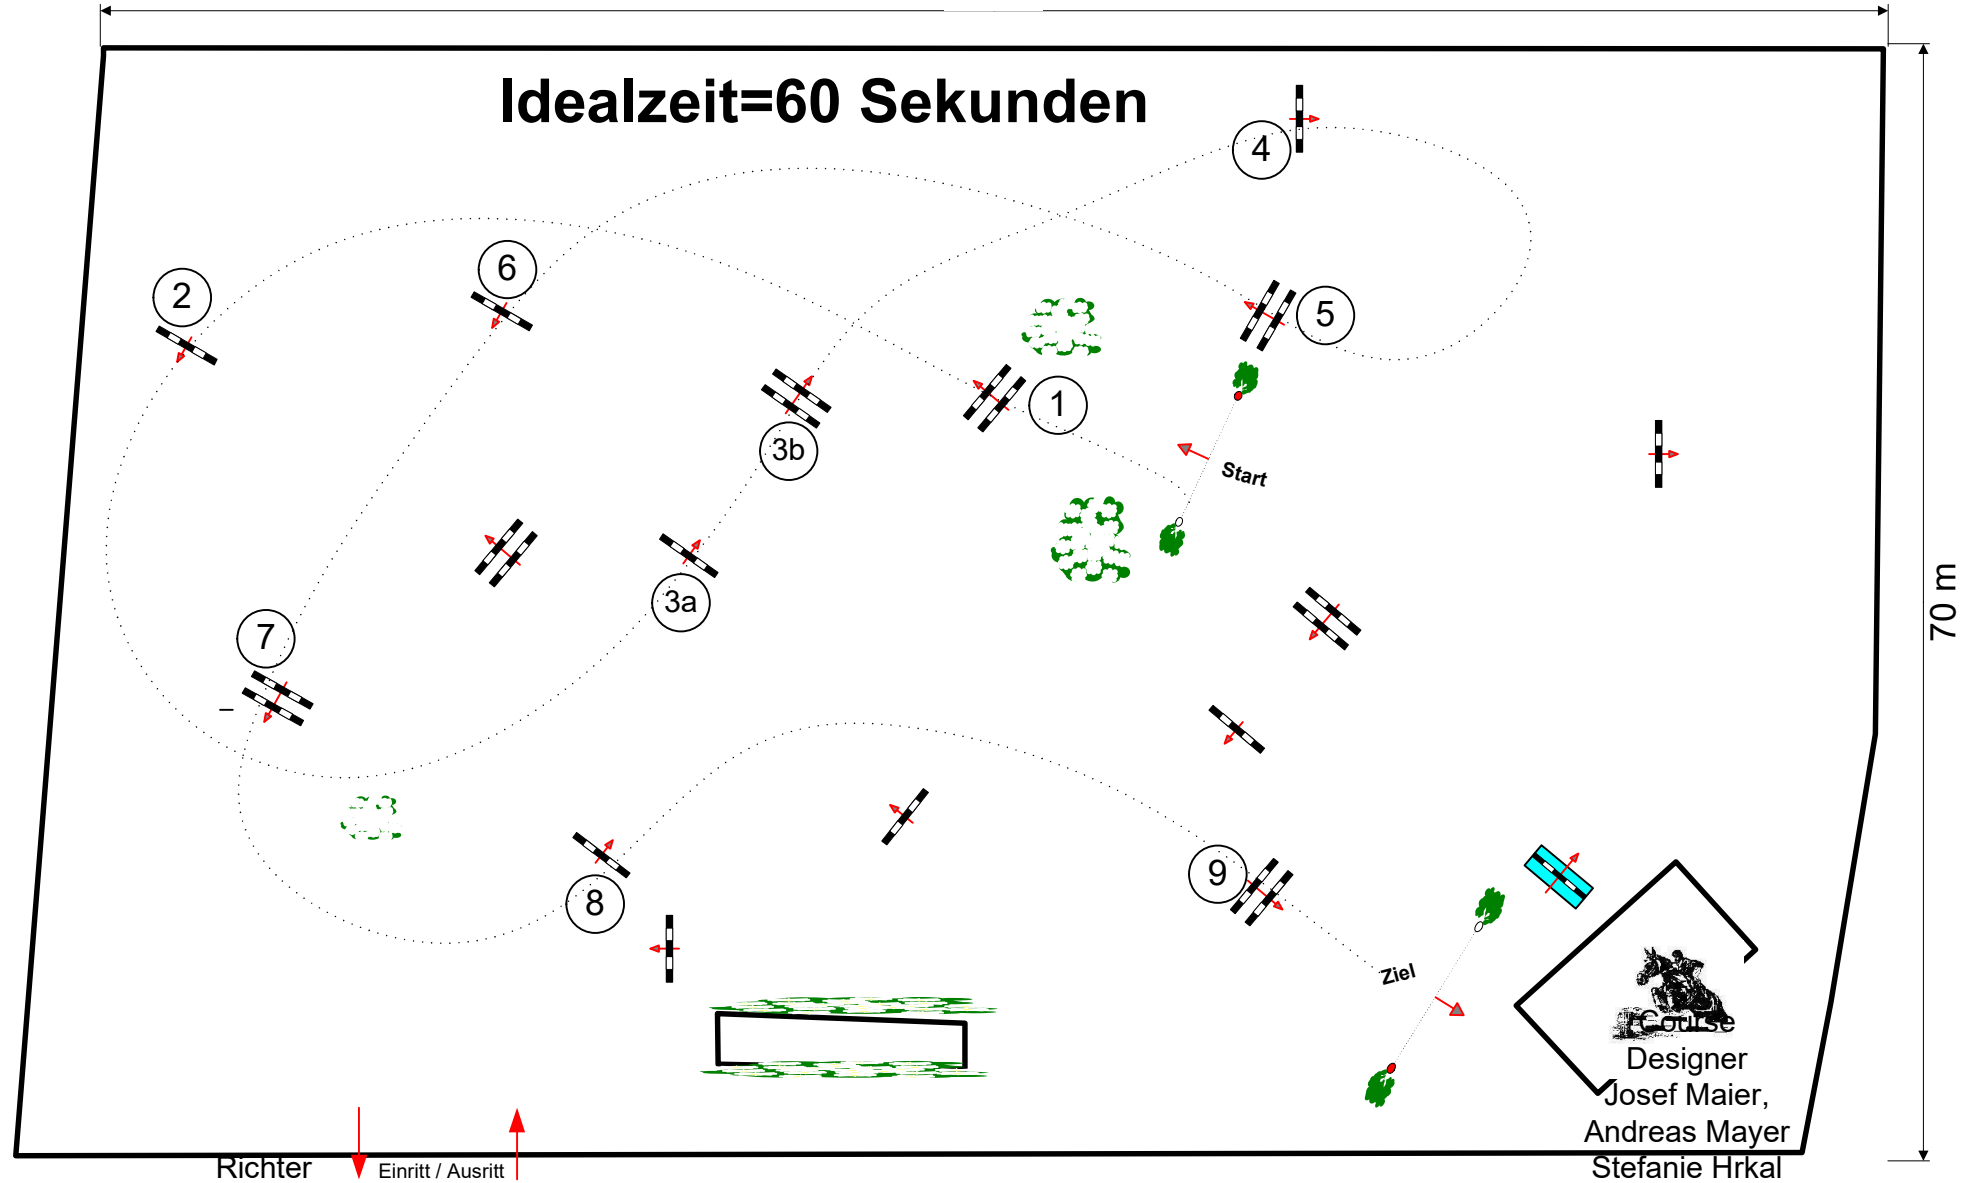 Idealzeit=60 Sekunden
4
6
2
5
1
3b
Start
3a
70 m
7
9
8
Ziel
Course
Designer
Josef Maier,
Andreas Mayer
Stefanie Hrkal
Richter
Einritt / Ausritt